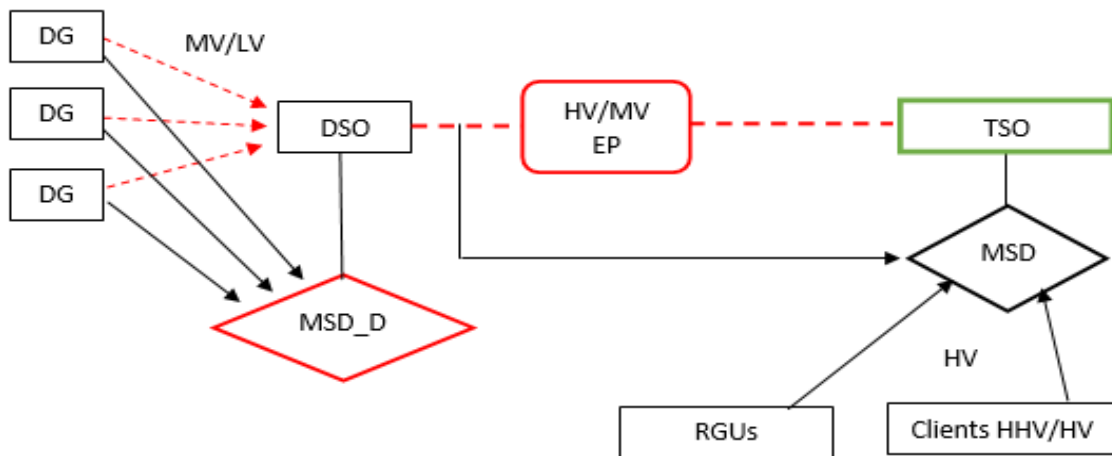 DG
MV/LV
DG
DSO
HV/MV
EP
TSO
DG
MSD
MSD_D
HV
RGUs
Clients HHV/HV